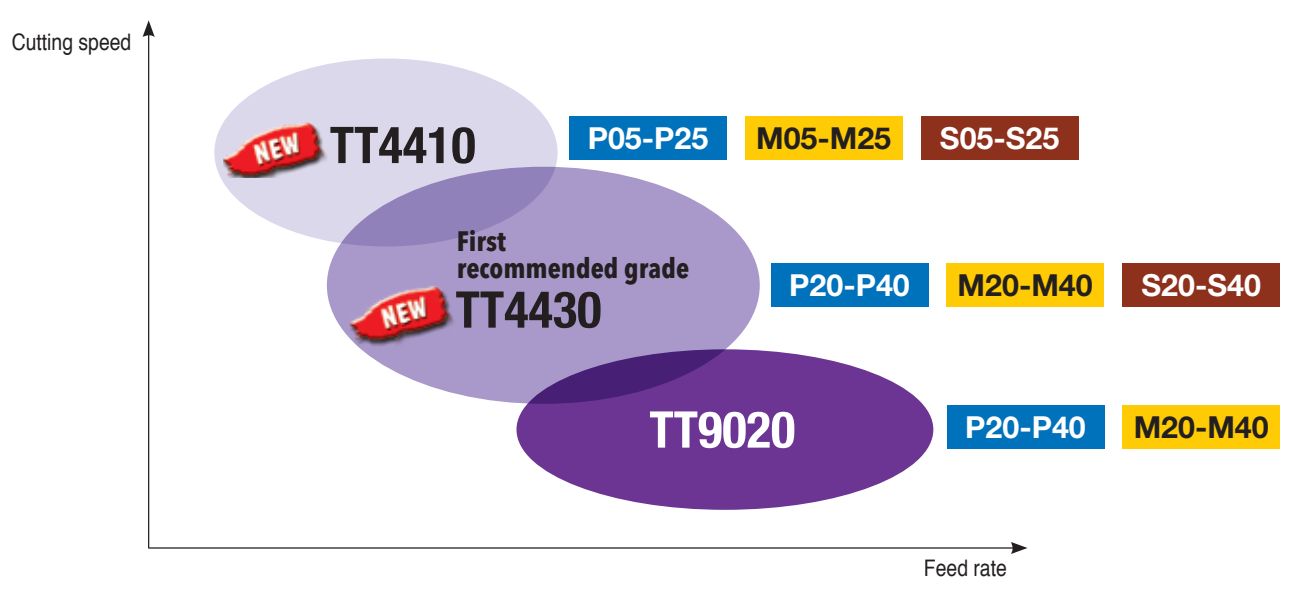 Cutting speed
NEW TT4410
P05-P25 M05-M25 S05-S25
First
recommended grade
NEW TT4430
P20-P40 M20-M40 S20-S40
TT9020
P20-P40 M20-M40
Feed rate